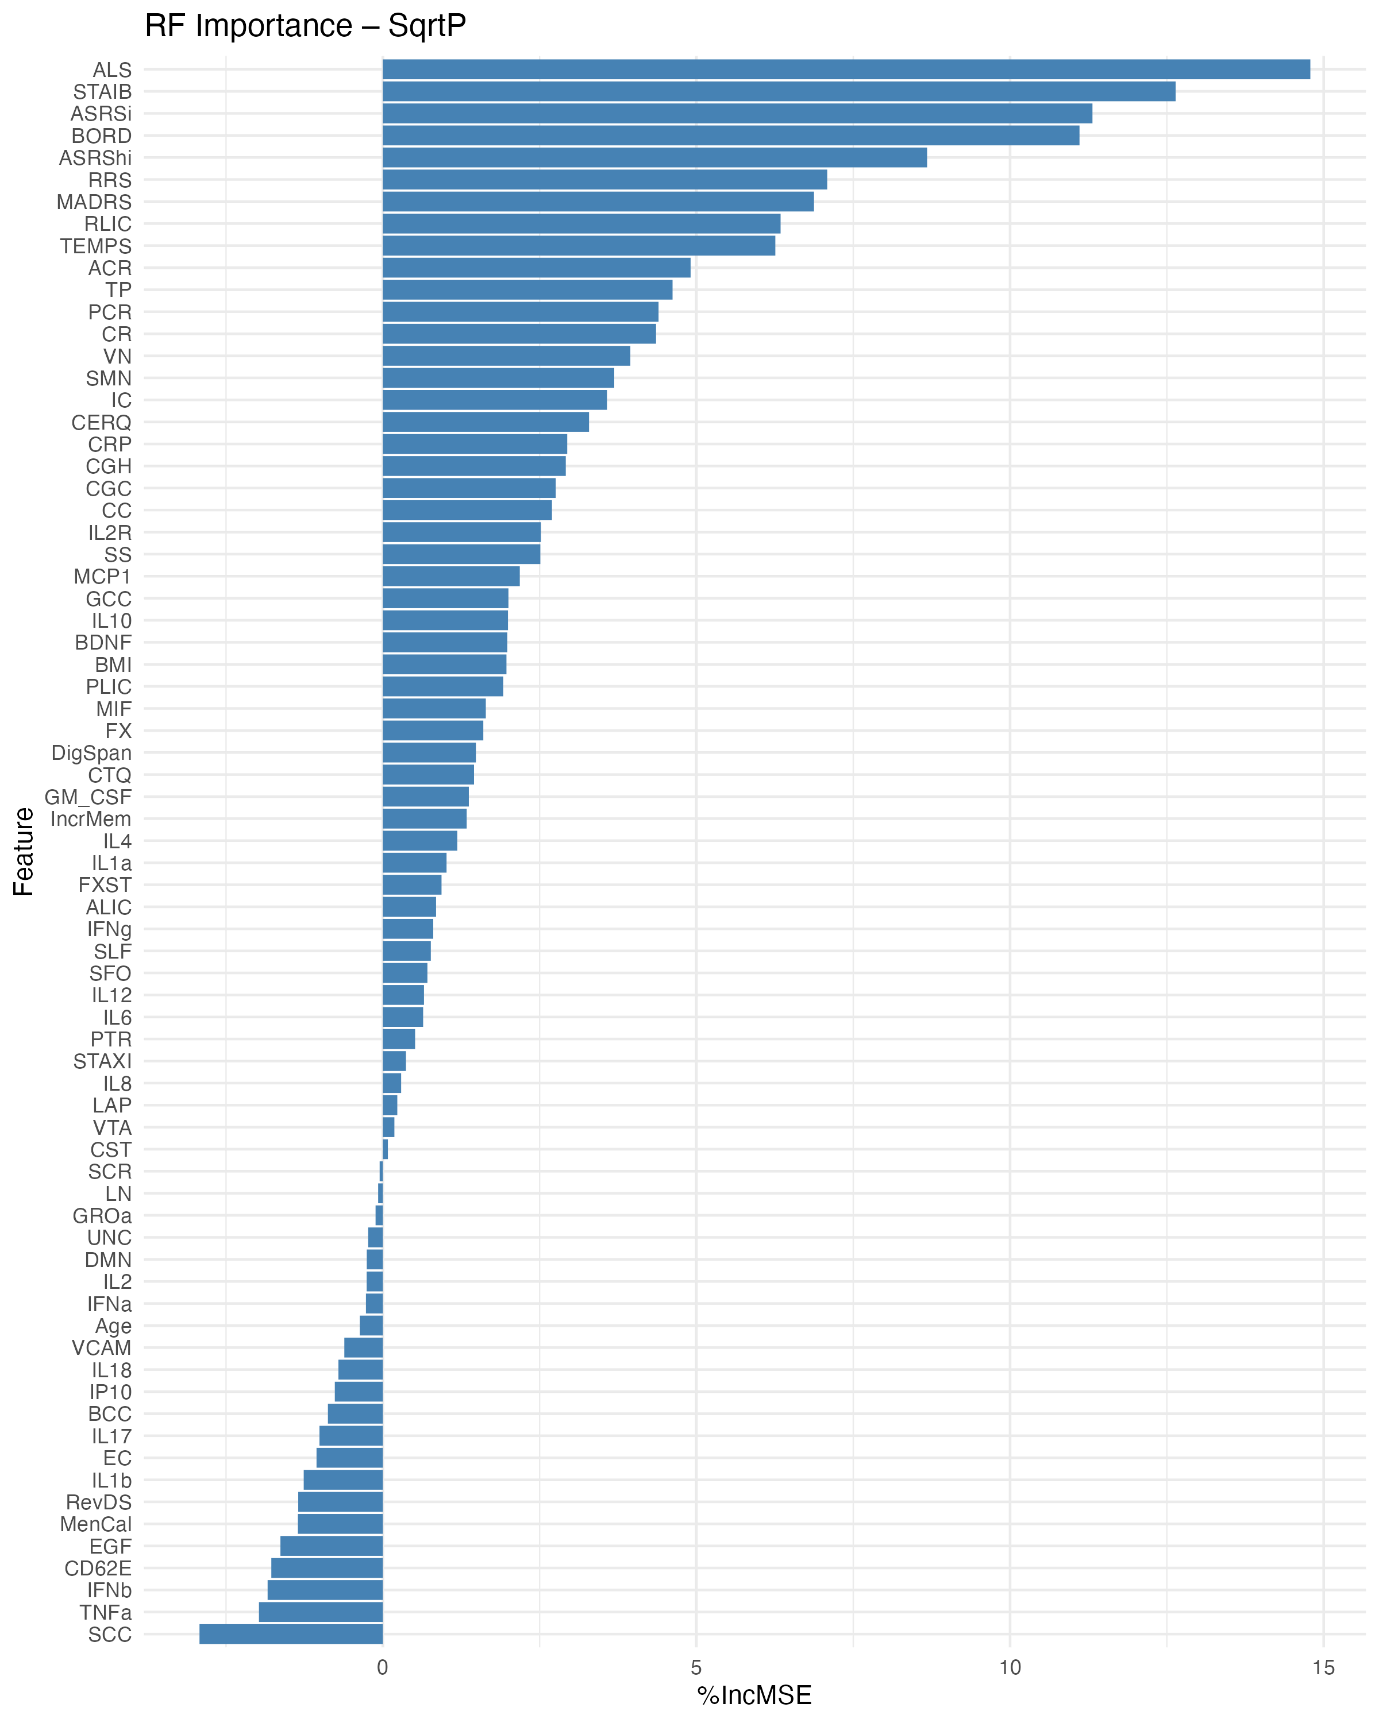 RF Importance – SqrtP
ALS
STAIB
ASRSi
BORD
ASRShi
RRS
MADRS
RLIC
TEMPS
ACR
TP
PCR
CR
VN
SMN
IC
CERQ
CRP
CGH
CGC
CC
IL2R
SS
MCP1
GCC
IL10
BDNF
BMI
PLIC
MIF
FX
DigSpan
CTQ
GM_CSF
IncrMem
IL4
IL1a
FXST
ALIC
IFNg
SLF
SFO
IL12
IL6
PTR
STAXI
IL8
LAP
VTA
CST
SCR
LN
GROa
UNC
DMN
IL2
IFNa
Age
VCAM
IL18
IP10
BCC
IL17
EC
IL1b
RevDS
MenCal
EGF
CD62E
IFNb
TNFa
SCC
Feature
0 5 10 15
%IncMSE